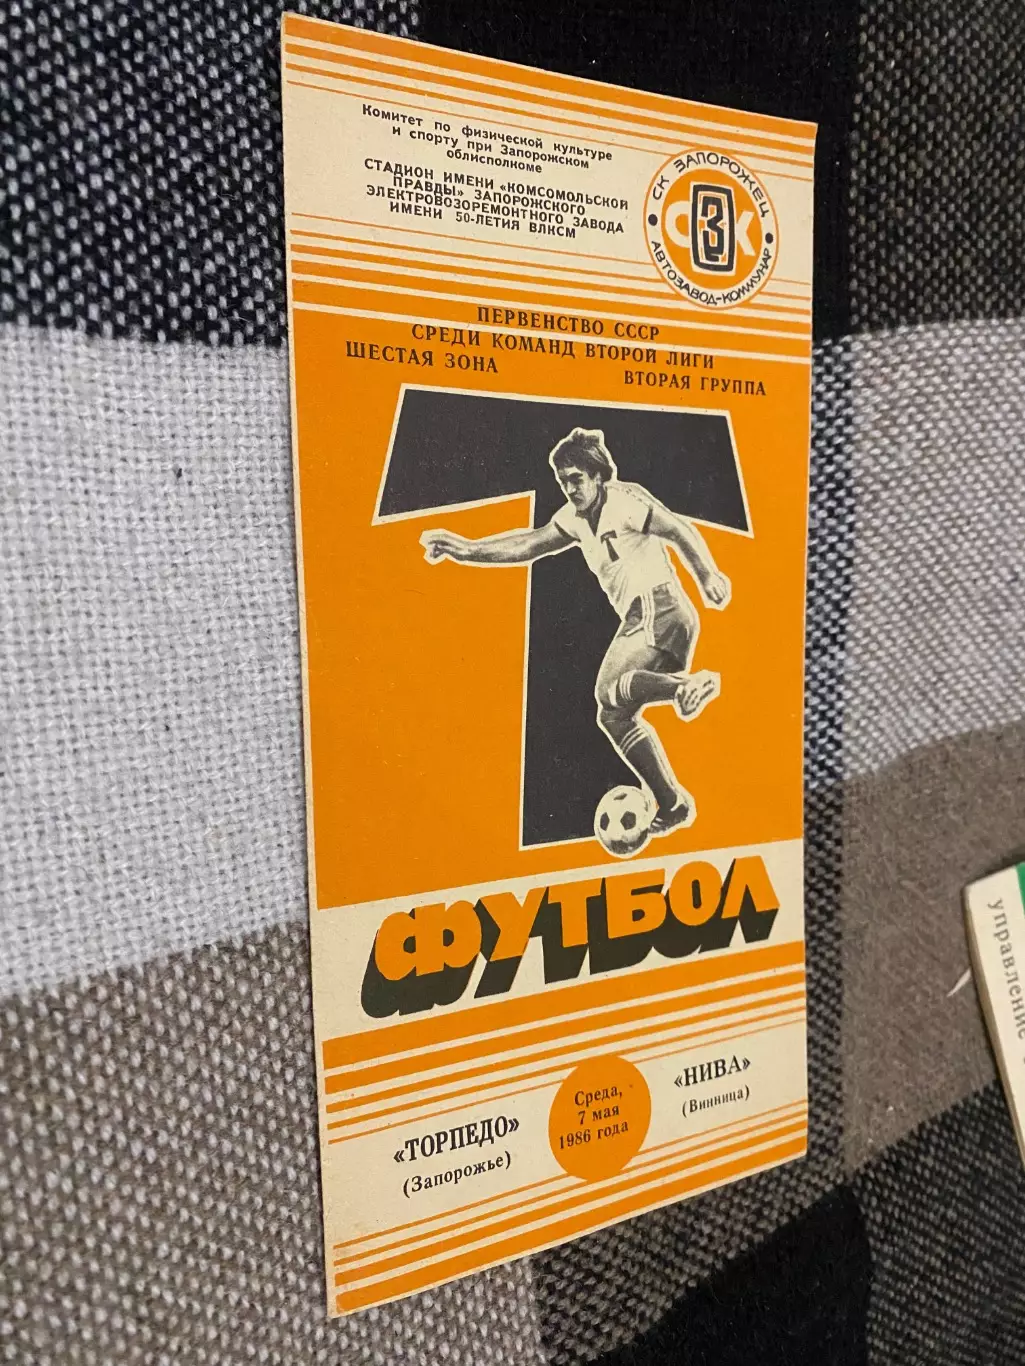 Комитет по физической культуре
и спорту при Запорожском
облисполкоме
СТАДИОН ИМЕНИ «КОМСОМОЛЬСКОЙ
ПРАВДЫ» ЗАПОРОЖСКОГО
ЭЛЕКТРОВОЗОРЕМОНТНОГО ЗАВОДА
ИМЕНИ 50-ЛЕТИЯ ВЛКСМ
СК ЗАПОРОЖЕЦ
СЗК
АВТОЗАВОД-КОММУНАР
ПЕРВЕНСТВО СССР
СРЕДИ КОМАНД ВТОРОЙ ЛИГИ
ШЕСТАЯ ЗОНА ВТОРАЯ ГРУППА
Т
ФУТБОЛ
«ТОРПЕДО»
(Запорожье)
Среда,
7 мая
1986 года
«НИВА»
(Винница)
управление